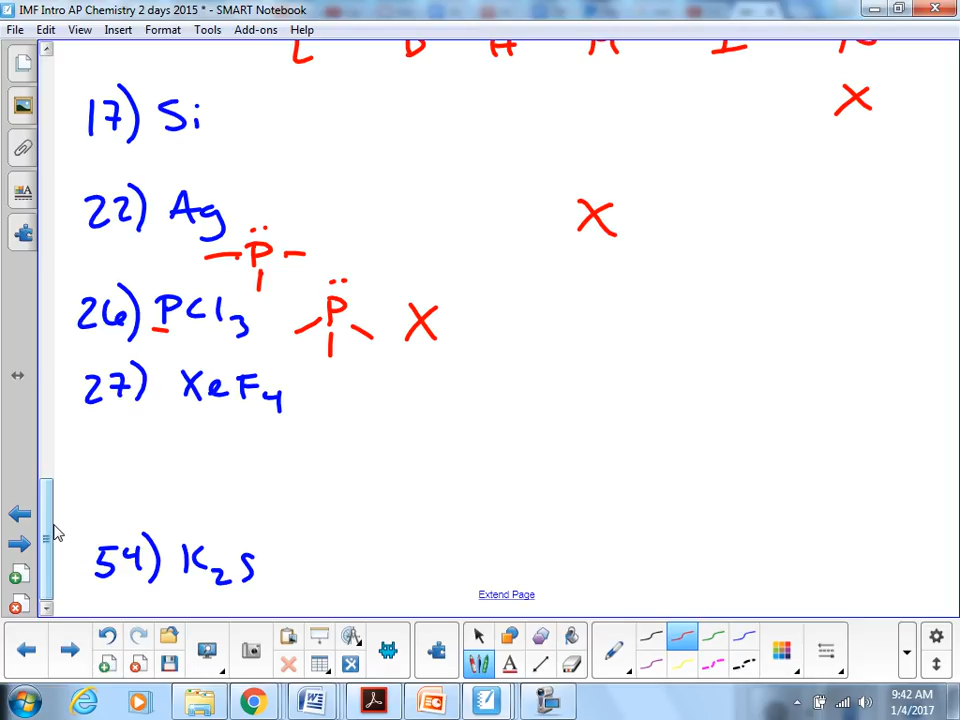 IMF Intro AP Chemistry 2 days 2015 * - SMART Notebook
File Edit View Insert Format Tools Add-ons Help
L D H M I N
17) Si X
22) Ag X
P
26) PCl3 P X
27) XeF4
54) K2S
Extend Page
9:42 AM
1/4/2017